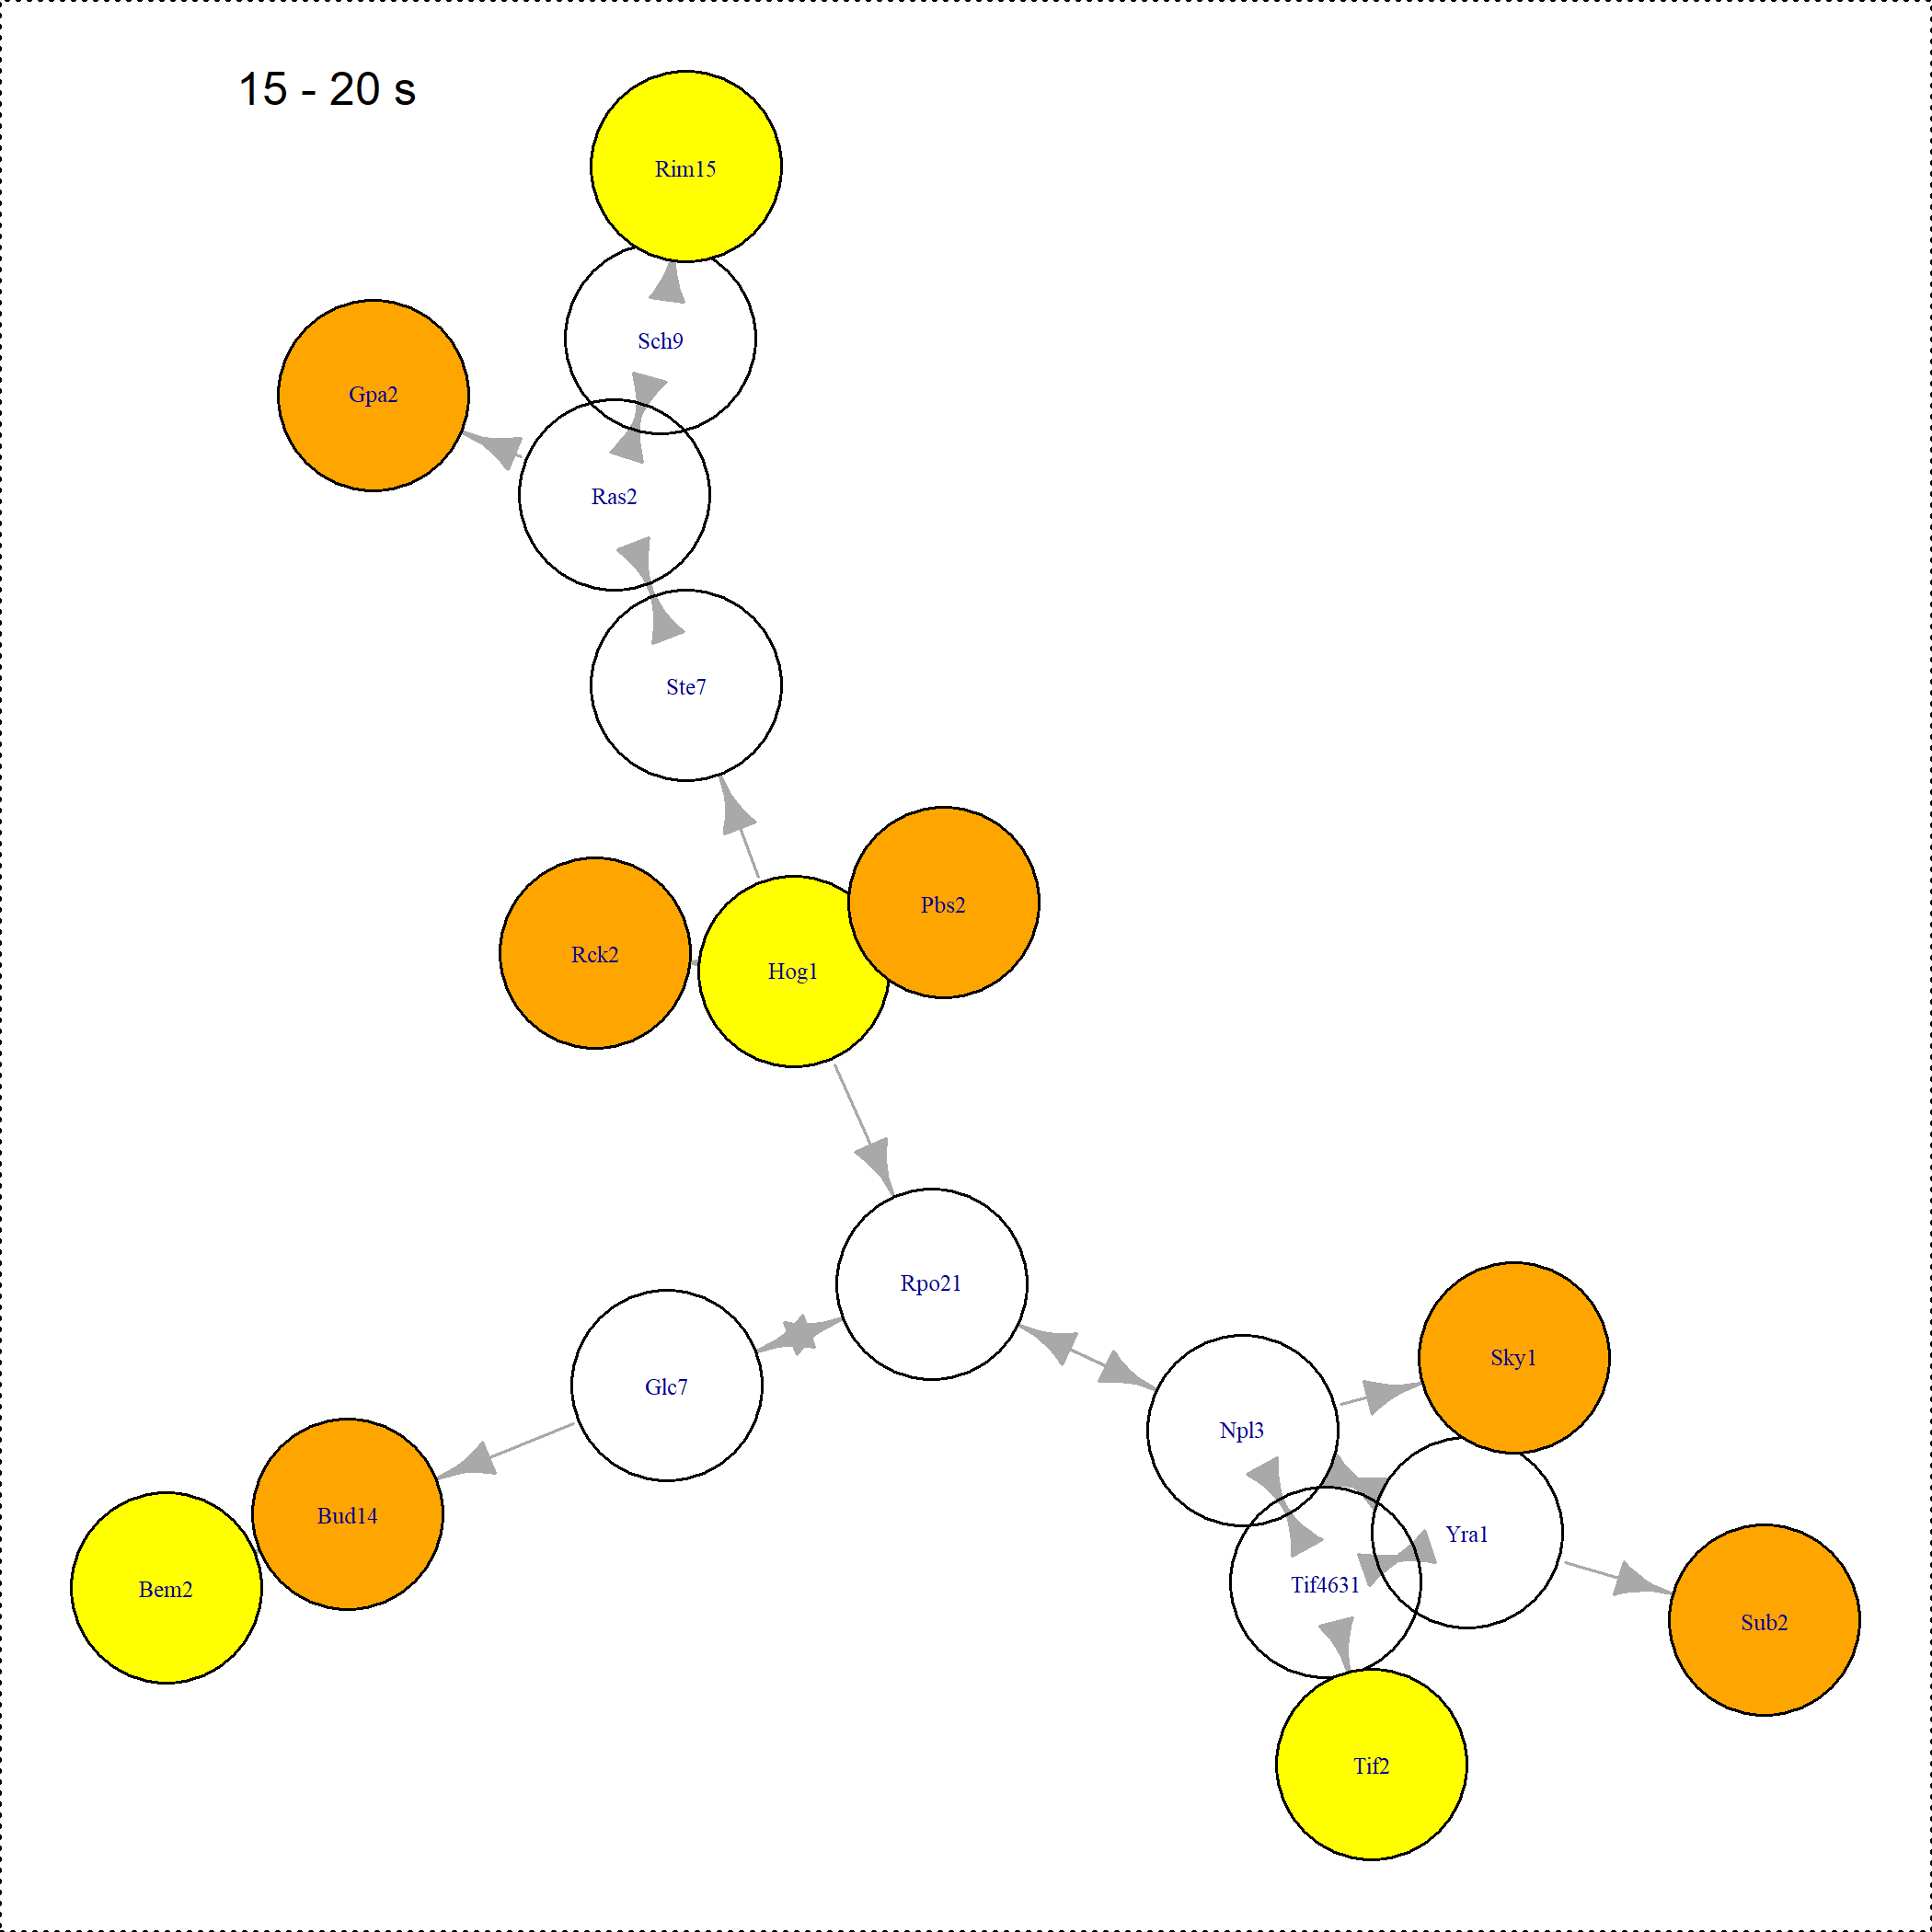 15 - 20 s
Rim15
Sch9
Gpa2
Ras2
Ste7
Pbs2
Rck2
Hog1
Rpo21
Glc7
Sky1
Npl3
Bud14
Yra1
Bem2
Tif4631
Sub2
Tif2